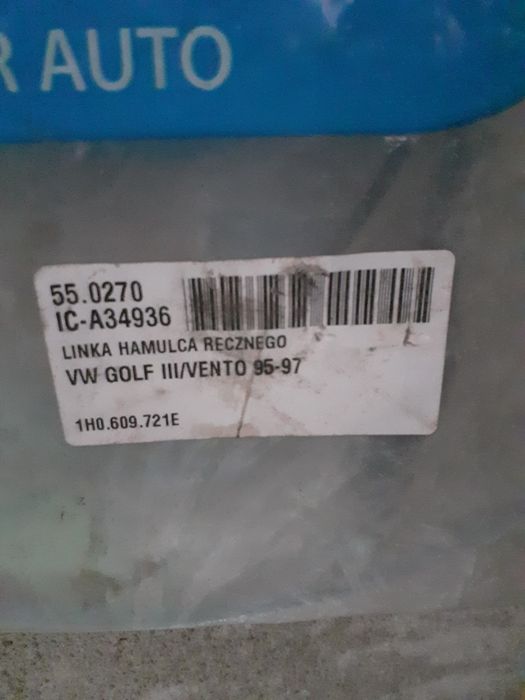 R AUTO
55.0270
IC-A34936
LINKA HAMULCA RECZNEGO
VW GOLF III/VENTO 95-97
1H0.609.721E